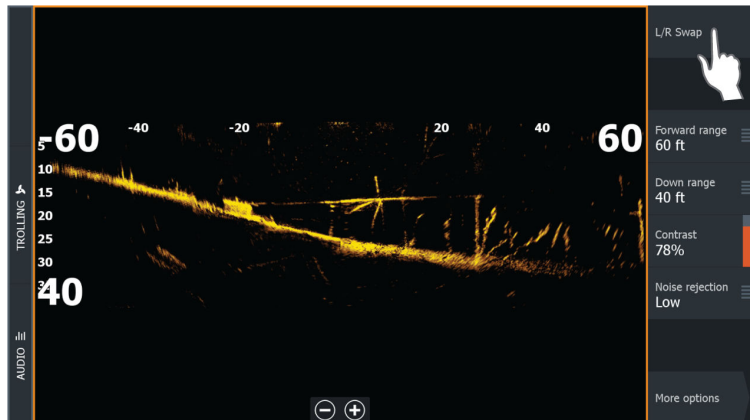 L/R Swap
-60
-40
-20
20
40
60
5
10
15
20
25
30
40
TROLLING
AUDIO
Forward range
60 ft
Down range
40 ft
Contrast
78%
Noise rejection
Low
More options